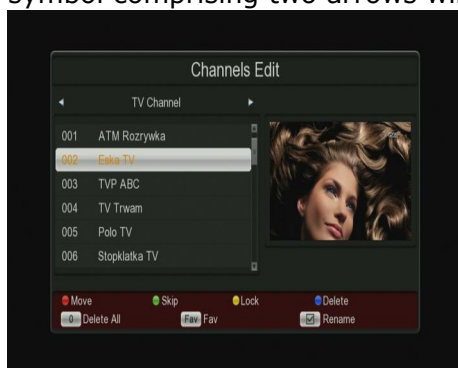 symbol comprising two arrows wi
Channels Edit
TV Channel
001 ATM Rozrywka
002 Eska TV
003 TVP ABC
004 TV Trwam
005 Polo TV
006 Stopklatka TV
Move Skip Lock Delete
0 Delete All Fav Fav Rename